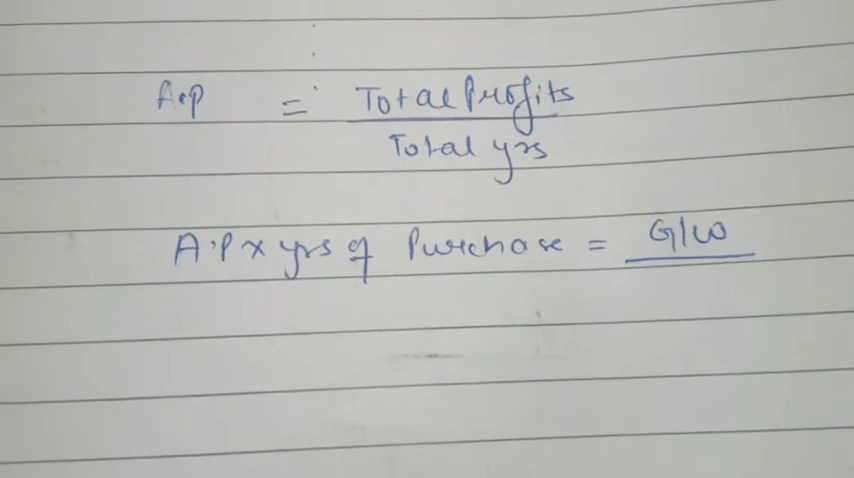 A.P = Total Profits
Total yrs
A.P x yrs of Purchase = G/w